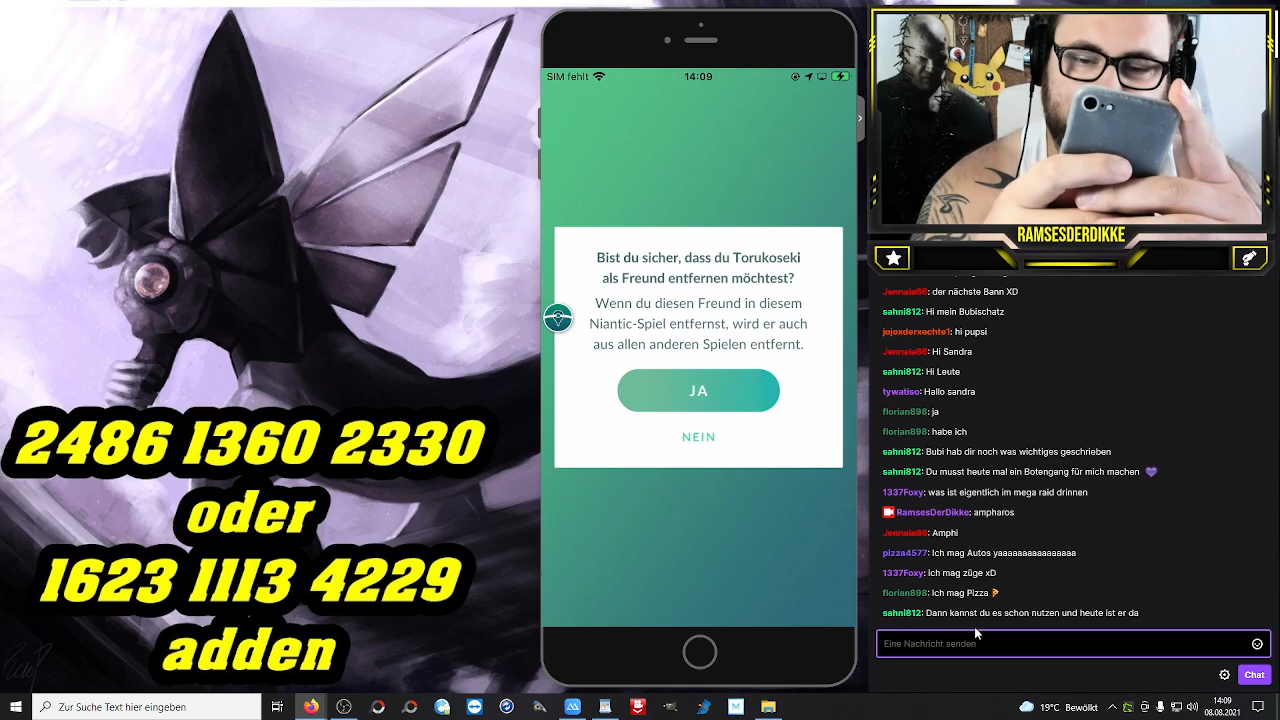 2486 1360 2330
oder
1623 1113 4229
adden
SIM fehlt
14:09
Bist du sicher, dass du Torukoseki
als Freund entfernen möchtest?
Wenn du diesen Freund in diesem
Niantic-Spiel entfernst, wird er auch
aus allen anderen Spielen entfernt.
JA
NEIN
RAMSESDERDIKKE
Jennaia86: der nächste Bann XD
sahni812: Hi mein Bubischatz
jojoxderxechte1: hi pupsi
Jennaia86: Hi Sandra
sahni812: Hi Leute
tywatiso: Hallo sandra
florian898: ja
florian898: habe ich
sahni812: Bubi hab dir noch was wichtiges geschrieben
sahni812: Du musst heute mal ein Botengang für mich machen
1337Foxy: was ist eigentlich im mega raid drinnen
RamsesDerDikke: ampharos
Jennaia86: Amphi
pizza4577: Ich mag Autos yaaaaaaaaaaaaaaa
1337Foxy: ich mag züge xD
florian898: Ich mag Pizza
sahni812: Dann kannst du es schon nutzen und heute ist er da
Eine Nachricht senden
Chat
Zur Suche Text hier eingeben
M
19°C Bewölkt
14:09
08.08.2021